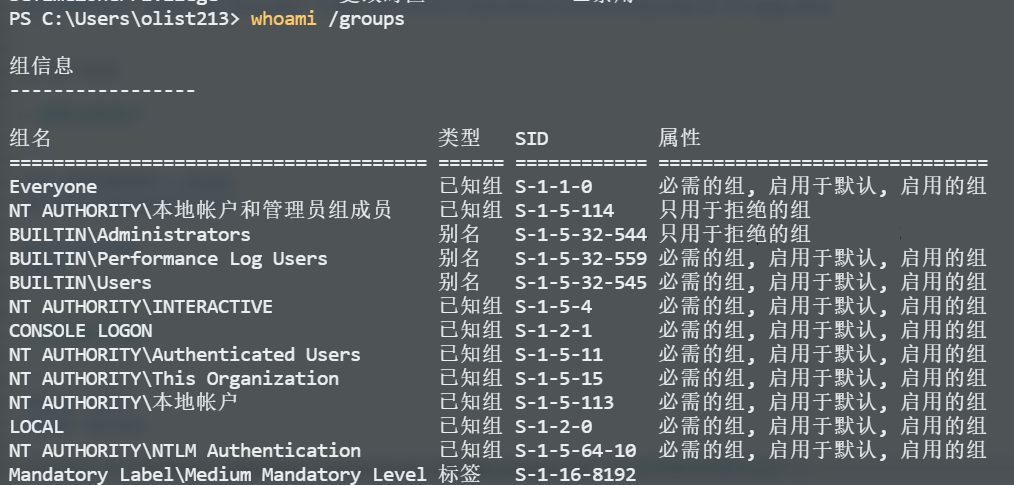 PS C:\Users\olist213> whoami /groups
组信息
-----------------
组名 类型 SID 属性
====================================== ====== ============ ==============================
Everyone 已知组 S-1-1-0 必需的组, 启用于默认, 启用的组
NT AUTHORITY\本地帐户和管理员组成员 已知组 S-1-5-114 只用于拒绝的组
BUILTIN\Administrators 别名 S-1-5-32-544 只用于拒绝的组
BUILTIN\Performance Log Users 别名 S-1-5-32-559 必需的组, 启用于默认, 启用的组
BUILTIN\Users 别名 S-1-5-32-545 必需的组, 启用于默认, 启用的组
NT AUTHORITY\INTERACTIVE 已知组 S-1-5-4 必需的组, 启用于默认, 启用的组
CONSOLE LOGON 已知组 S-1-2-1 必需的组, 启用于默认, 启用的组
NT AUTHORITY\Authenticated Users 已知组 S-1-5-11 必需的组, 启用于默认, 启用的组
NT AUTHORITY\This Organization 已知组 S-1-5-15 必需的组, 启用于默认, 启用的组
NT AUTHORITY\本地帐户 已知组 S-1-5-113 必需的组, 启用于默认, 启用的组
LOCAL 已知组 S-1-2-0 必需的组, 启用于默认, 启用的组
NT AUTHORITY\NTLM Authentication 已知组 S-1-5-64-10 必需的组, 启用于默认, 启用的组
Mandatory Label\Medium Mandatory Level 标签 S-1-16-8192